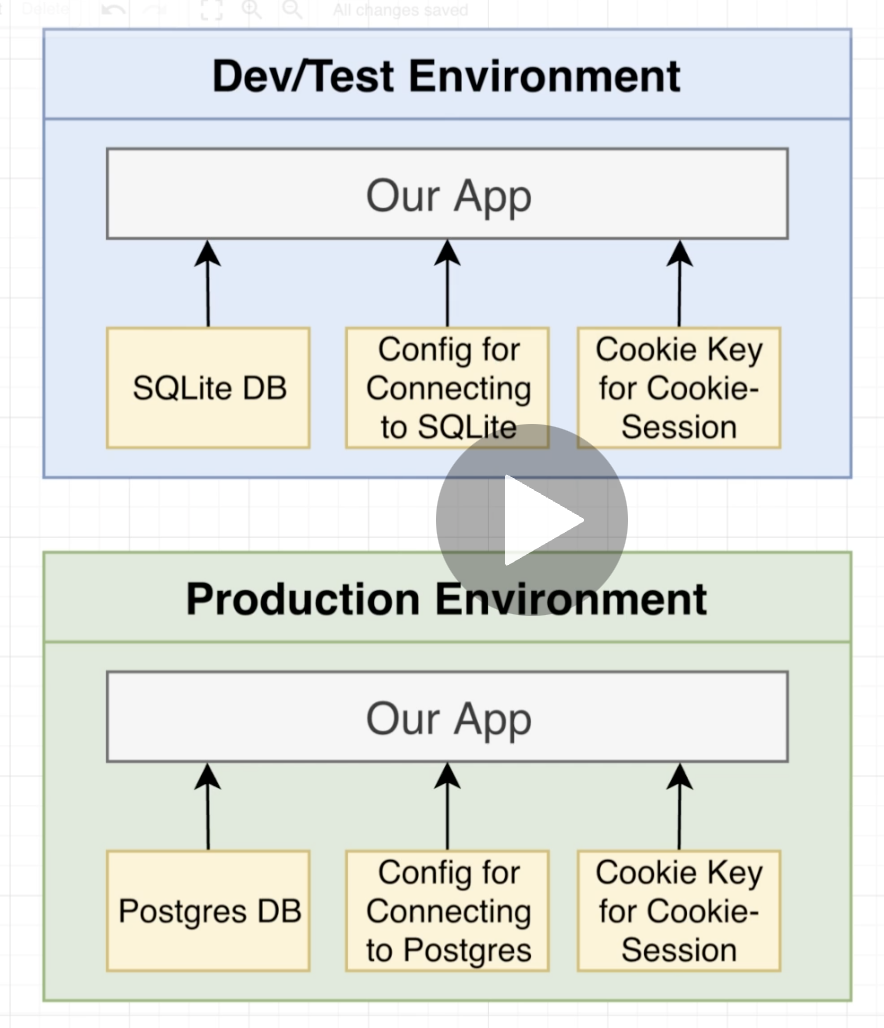 Delete
All changes saved
Dev/Test Environment
Our App
SQLite DB
Config for
Connecting
to SQLite
Cookie Key
for Cookie-
Session
Production Environment
Our App
Postgres DB
Config for
Connecting
to Postgres
Cookie Key
for Cookie-
Session